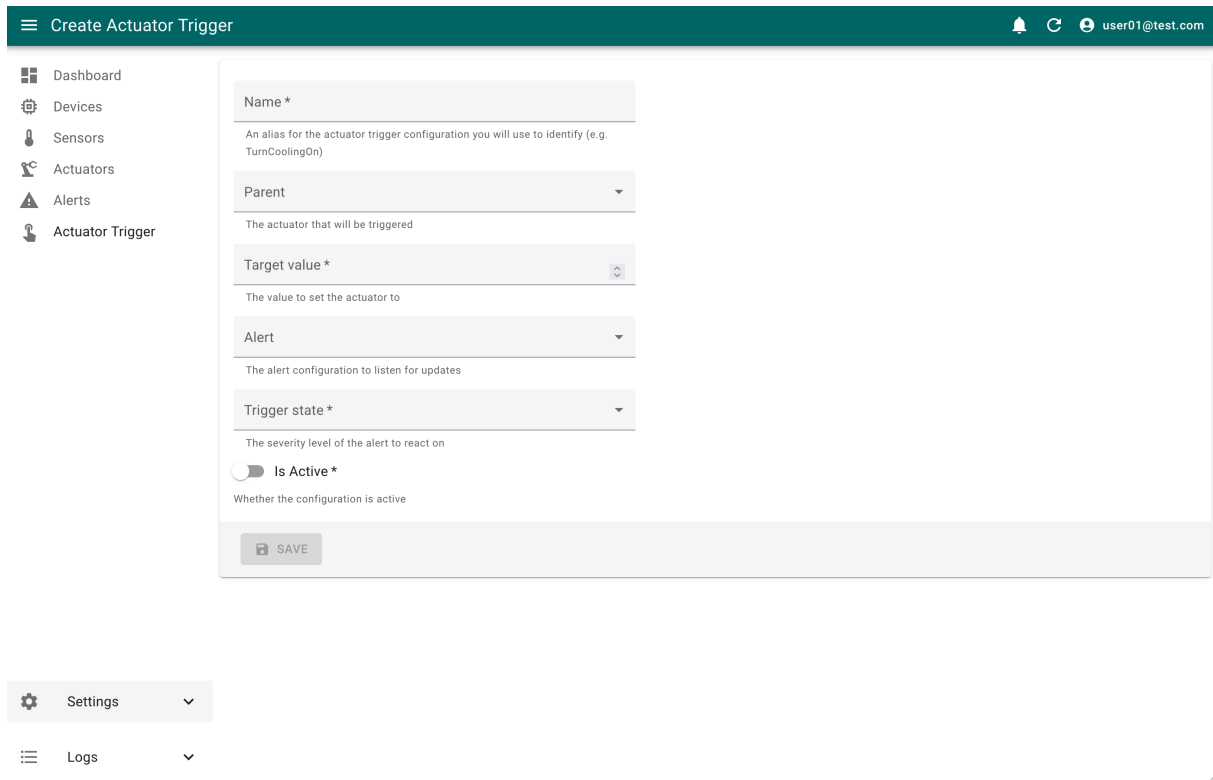 Create Actuator Trigger
user01@test.com
Dashboard
Devices
Sensors
Actuators
Alerts
Actuator Trigger
Name *
An alias for the actuator trigger configuration you will use to identify (e.g.
TurnCoolingOn)
Parent
The actuator that will be triggered
Target value *
The value to set the actuator to
Alert
The alert configuration to listen for updates
Trigger state *
The severity level of the alert to react on
Is Active *
Whether the configuration is active
SAVE
Settings
Logs